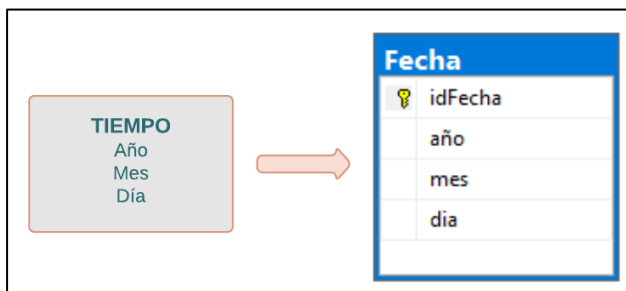 TIEMPO
Año
Mes
Día
Fecha
idFecha
año
mes
dia